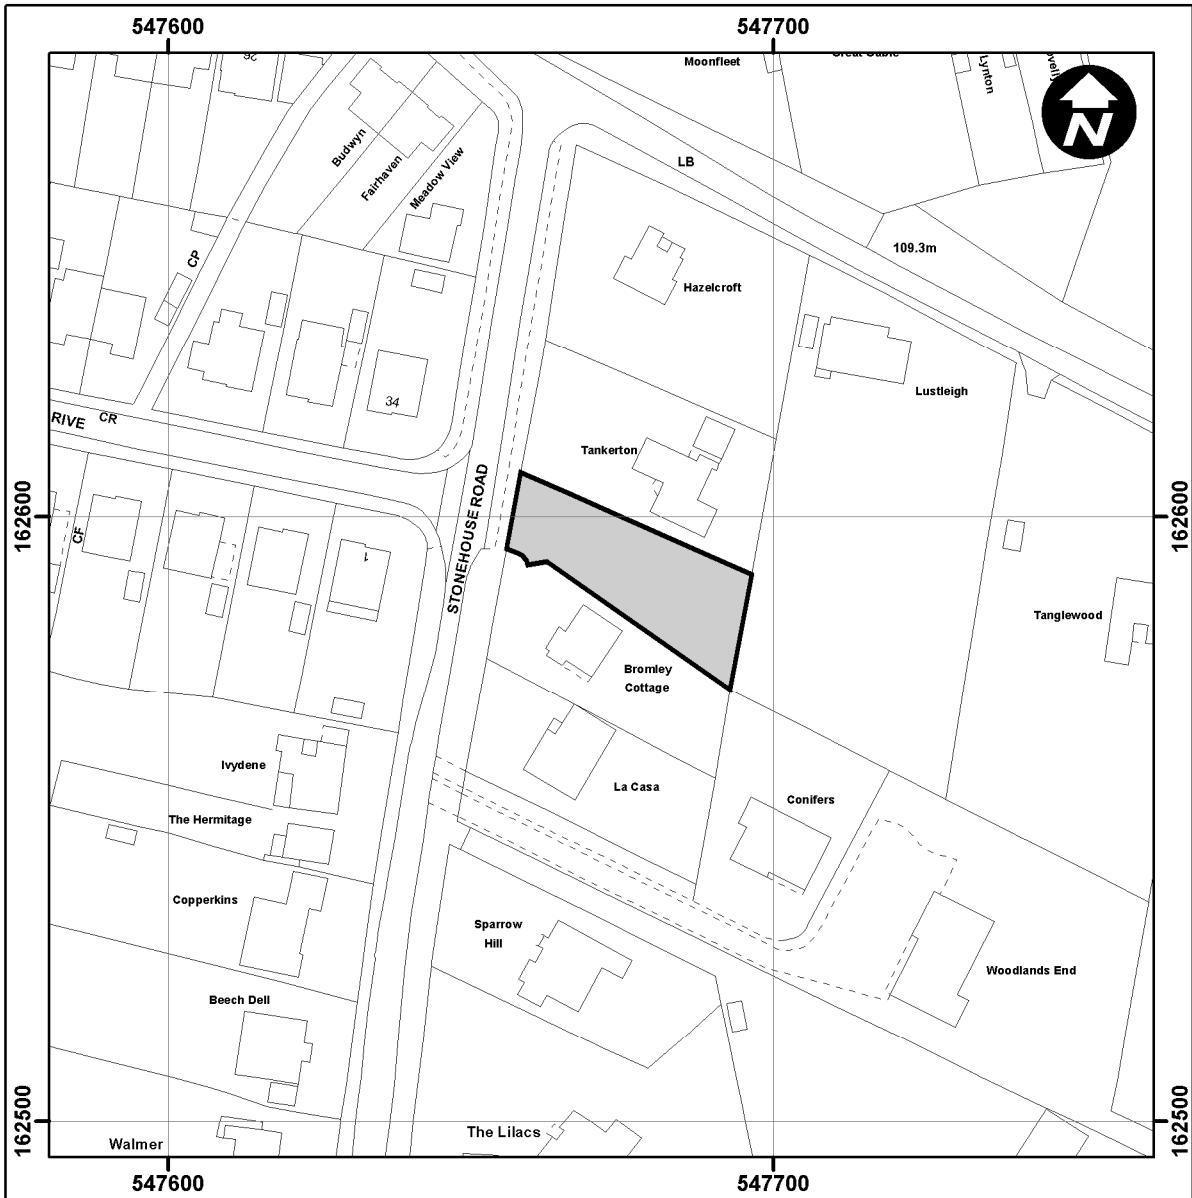 547600
547700
26
Moonfleet
Great Gable
Lynton
N
Budwyn
Fairhaven
Meadow View
LB
CP
109.3m
Hazelcroft
Lustleigh
34
RIVE
CR
Tankerton
STONEHOUSE ROAD
162600
162600
CF
1
Tanglewood
Bromley
Cottage
Ivydene
La Casa
Conifers
The Hermitage
Copperkins
Sparrow
Hill
Woodlands End
Beech Dell
162500
162500
The Lilacs
Walmer
547600
547700